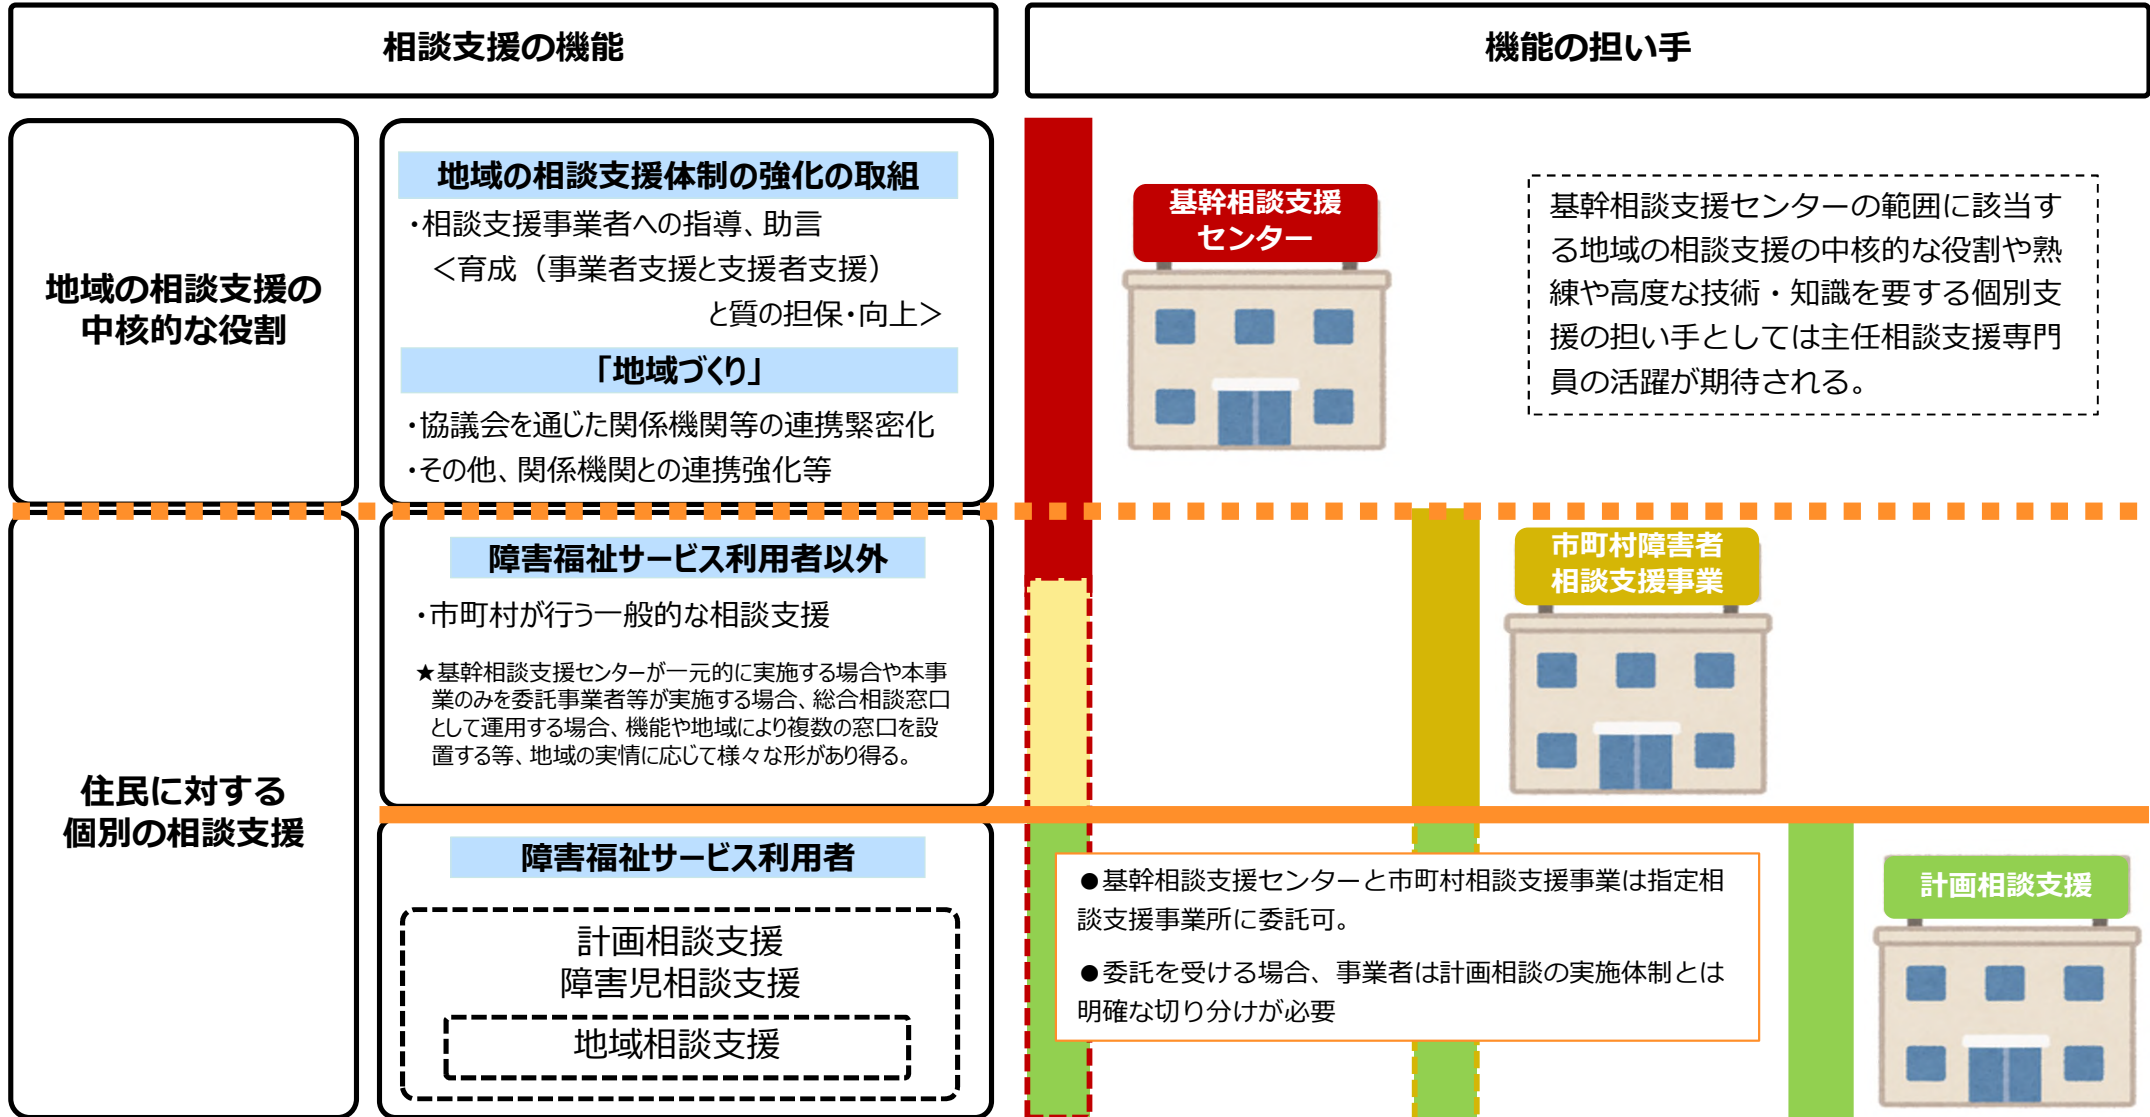 相談支援の機能
機能の担い手
地域の相談支援の
中核的な役割
地域の相談支援体制の強化の取組
・相談支援事業者への指導、助言
＜育成（事業者支援と支援者支援）
と質の担保・向上＞
「地域づくり」
・協議会を通じた関係機関等の連携緊密化
・その他、関係機関との連携強化等
基幹相談支援
センター
基幹相談支援センターの範囲に該当す
る地域の相談支援の中核的な役割や熟
練や高度な技術・知識を要する個別支
援の担い手としては主任相談支援専門
員の活躍が期待される。
住民に対する
個別の相談支援
障害福祉サービス利用者以外
・市町村が行う一般的な相談支援
★基幹相談支援センターが一元的に実施する場合や本事
業のみを委託事業者等が実施する場合、総合相談窓口
として運用する場合、機能や地域により複数の窓口を設
置する等、地域の実情に応じて様々な形があり得る。
市町村障害者
相談支援事業
障害福祉サービス利用者
計画相談支援
障害児相談支援
地域相談支援
●基幹相談支援センターと市町村相談支援事業は指定相
談支援事業所に委託可。
●委託を受ける場合、事業者は計画相談の実施体制とは
明確な切り分けが必要
計画相談支援